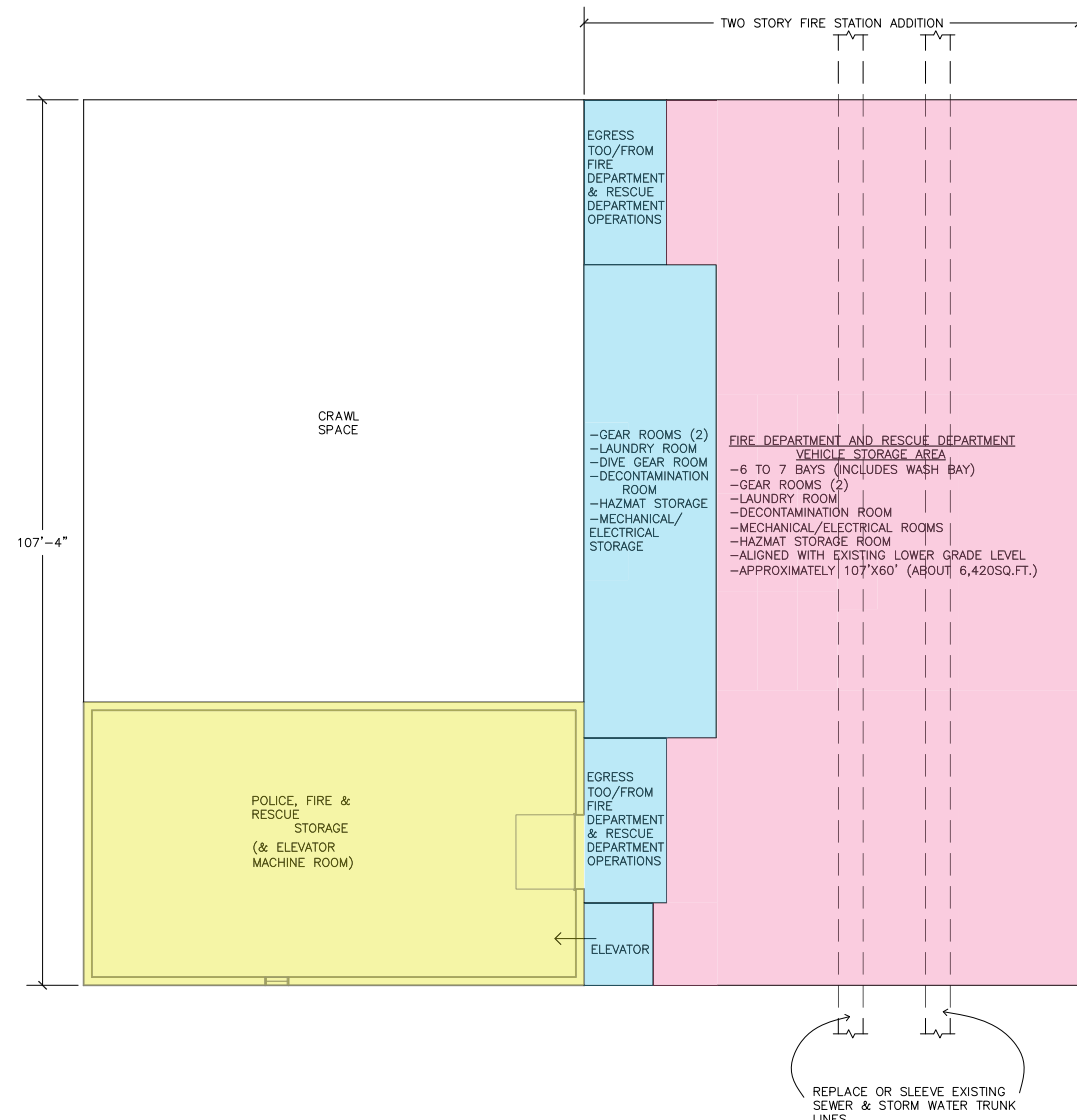 TWO STORY FIRE STATION ADDITION
EGRESS
TOO/FROM
FIRE
DEPARTMENT
& RESCUE
DEPARTMENT
OPERATIONS
CRAWL
SPACE
-GEAR ROOMS (2)
-LAUNDRY ROOM
-DIVE GEAR ROOM
-DECONTAMINATION
ROOM
-HAZMAT STORAGE
-MECHANICAL/
ELECTRICAL
STORAGE
FIRE DEPARTMENT AND RESCUE DEPARTMENT
VEHICLE STORAGE AREA
-6 TO 7 BAYS (INCLUDES WASH BAY)
-GEAR ROOMS (2)
-LAUNDRY ROOM
-DECONTAMINATION ROOM
-MECHANICAL/ELECTRICAL ROOMS
-HAZMAT STORAGE ROOM
-ALIGNED WITH EXISTING LOWER GRADE LEVEL
-APPROXIMATELY 107'X60' (ABOUT 6,420SQ.FT.)
107'-4"
POLICE, FIRE &
RESCUE
STORAGE
(& ELEVATOR
MACHINE ROOM)
EGRESS
TOO/FROM
FIRE
DEPARTMENT
& RESCUE
DEPARTMENT
OPERATIONS
ELEVATOR
REPLACE OR SLEEVE EXISTING
SEWER & STORM WATER TRUNK
LINES